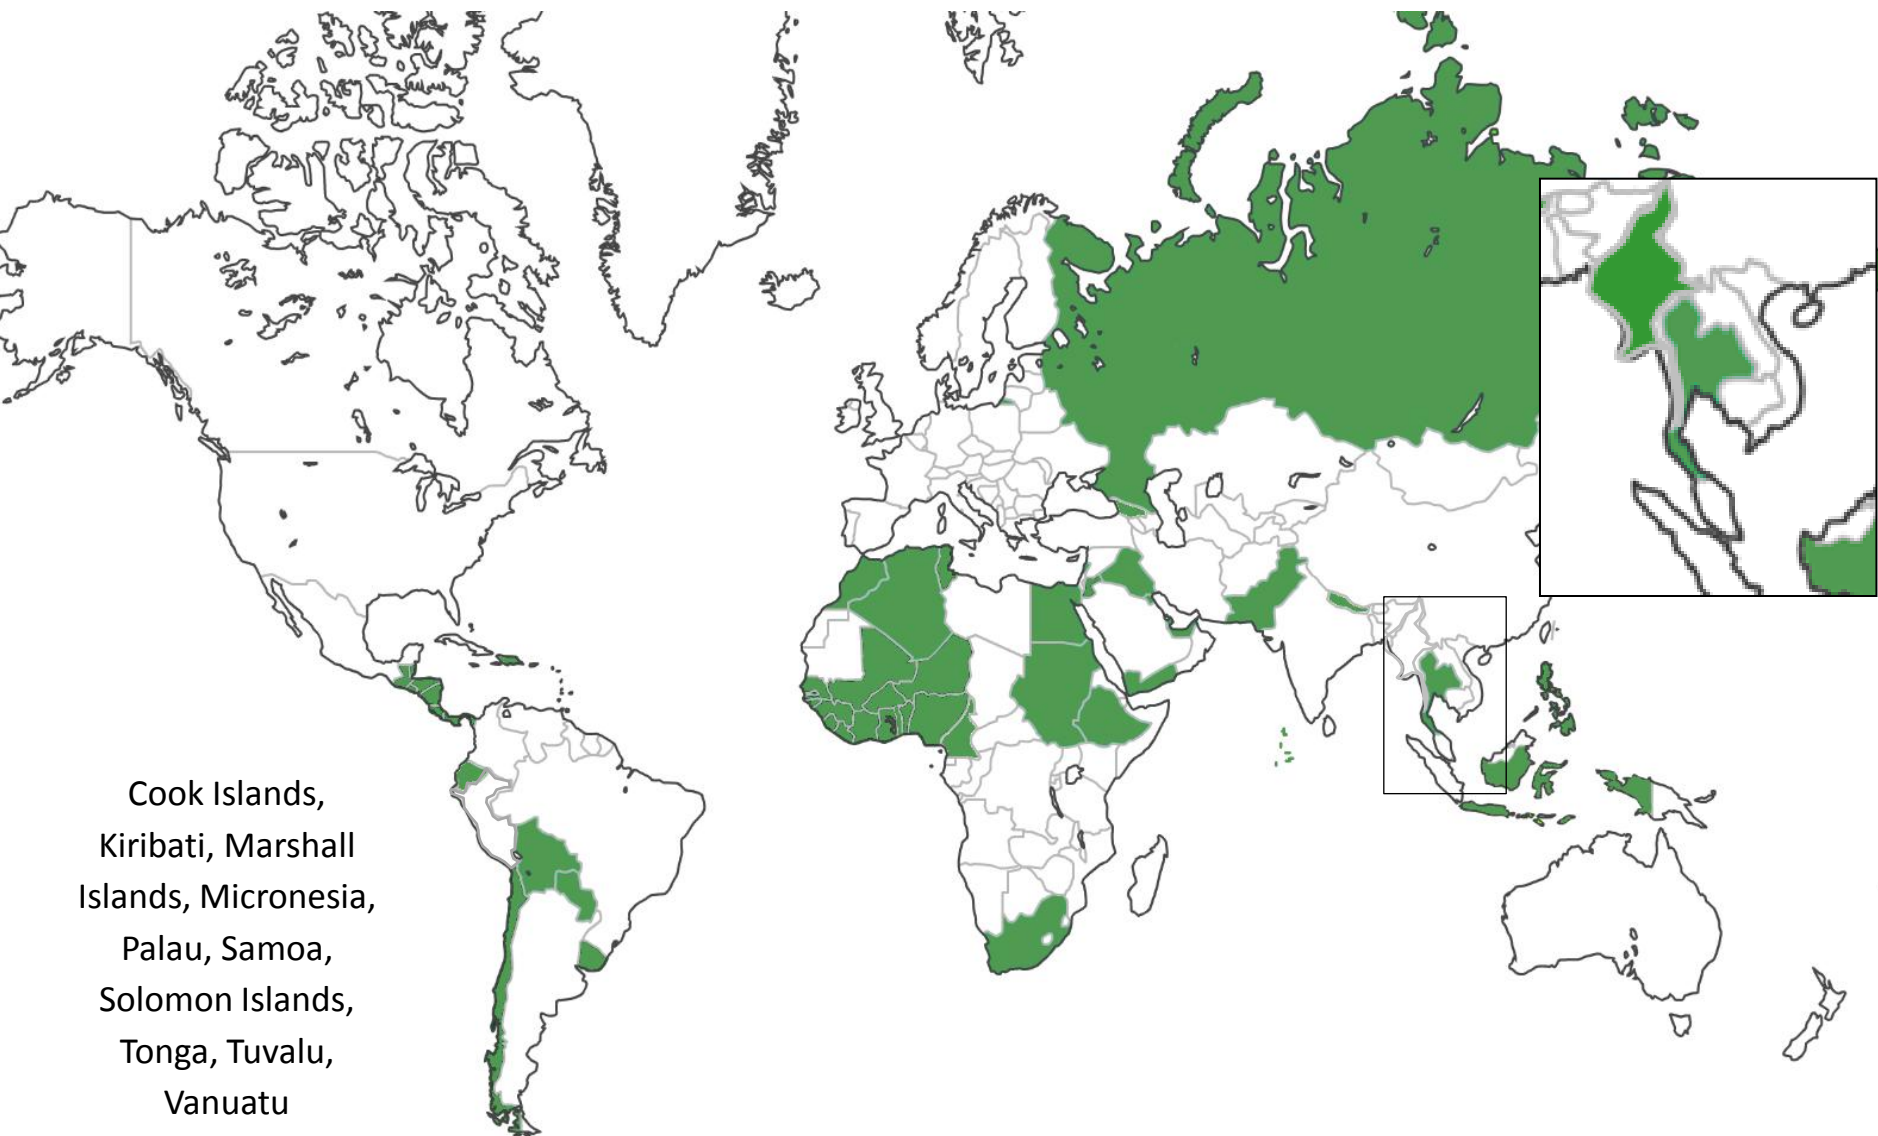 Cook Islands,
Kiribati, Marshall
Islands, Micronesia,
Palau, Samoa,
Solomon Islands,
Tonga, Tuvalu,
Vanuatu